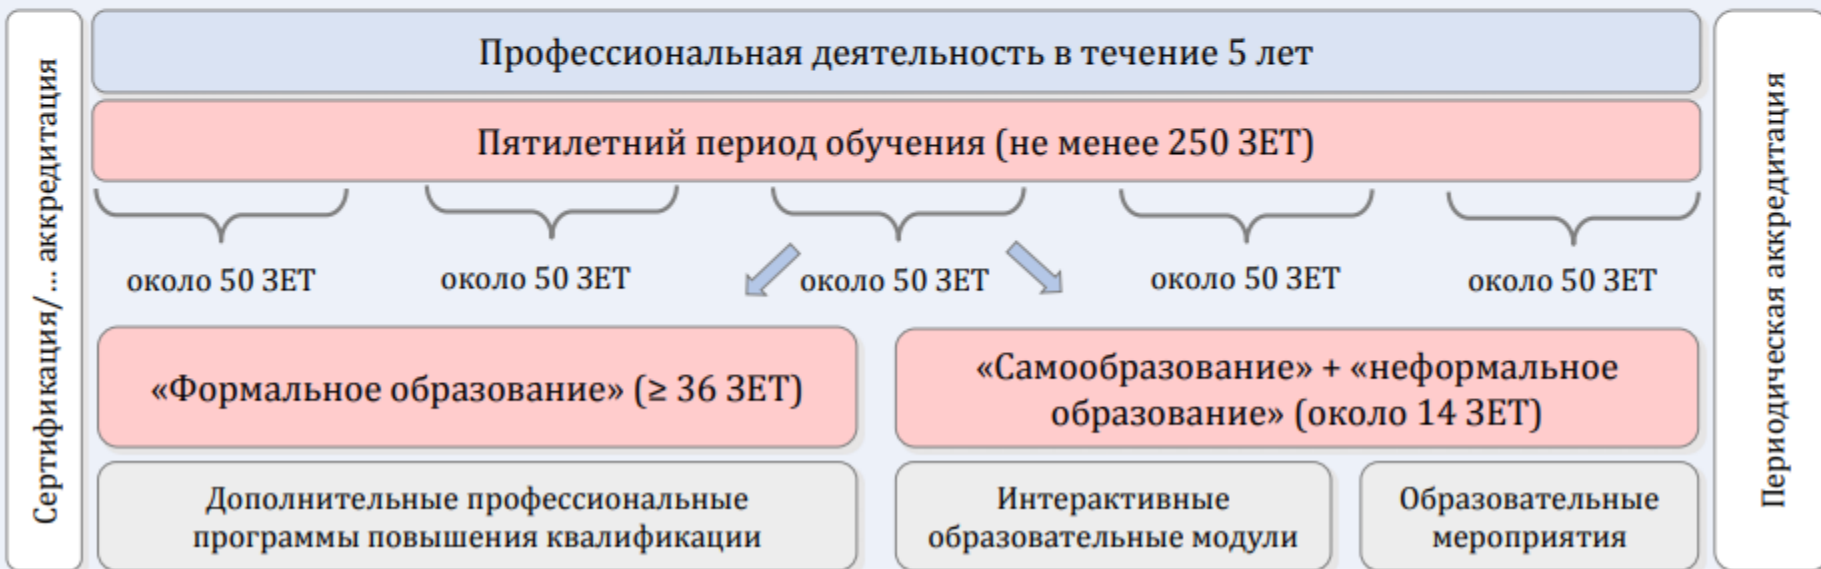 Сертификация/... аккредитация
Профессиональная деятельность в течение 5 лет
Пятилетний период обучения (не менее 250 ЗЕТ)
около 50 ЗЕТ
около 50 ЗЕТ
около 50 ЗЕТ
около 50 ЗЕТ
около 50 ЗЕТ
«Формальное образование» (≥ 36 ЗЕТ)
«Самообразование» + «неформальное
образование» (около 14 ЗЕТ)
Дополнительные профессиональные
программы повышения квалификации
Интерактивные
образовательные модули
Образовательные
мероприятия
Периодическая аккредитация